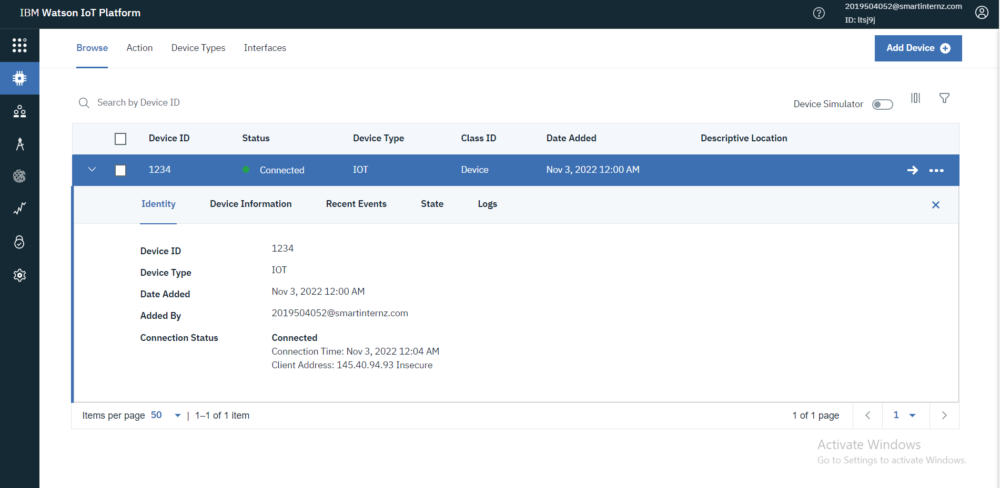 IBM Watson IoT Platform
2019504052@smartinternz.com
ID: ltsj9j
Browse Action Device Types Interfaces
Add Device
Search by Device ID
Device Simulator
Device ID Status Device Type Class ID Date Added Descriptive Location
1234 Connected IOT Device Nov 3, 2022 12:00 AM
Identity Device Information Recent Events State Logs
Device ID 1234
Device Type IOT
Date Added Nov 3, 2022 12:00 AM
Added By 2019504052@smartinternz.com
Connection Status Connected
Connection Time: Nov 3, 2022 12:04 AM
Client Address: 145.40.94.93 Insecure
Items per page 50 | 1–1 of 1 item 1 of 1 page 1
Activate Windows
Go to Settings to activate Windows.